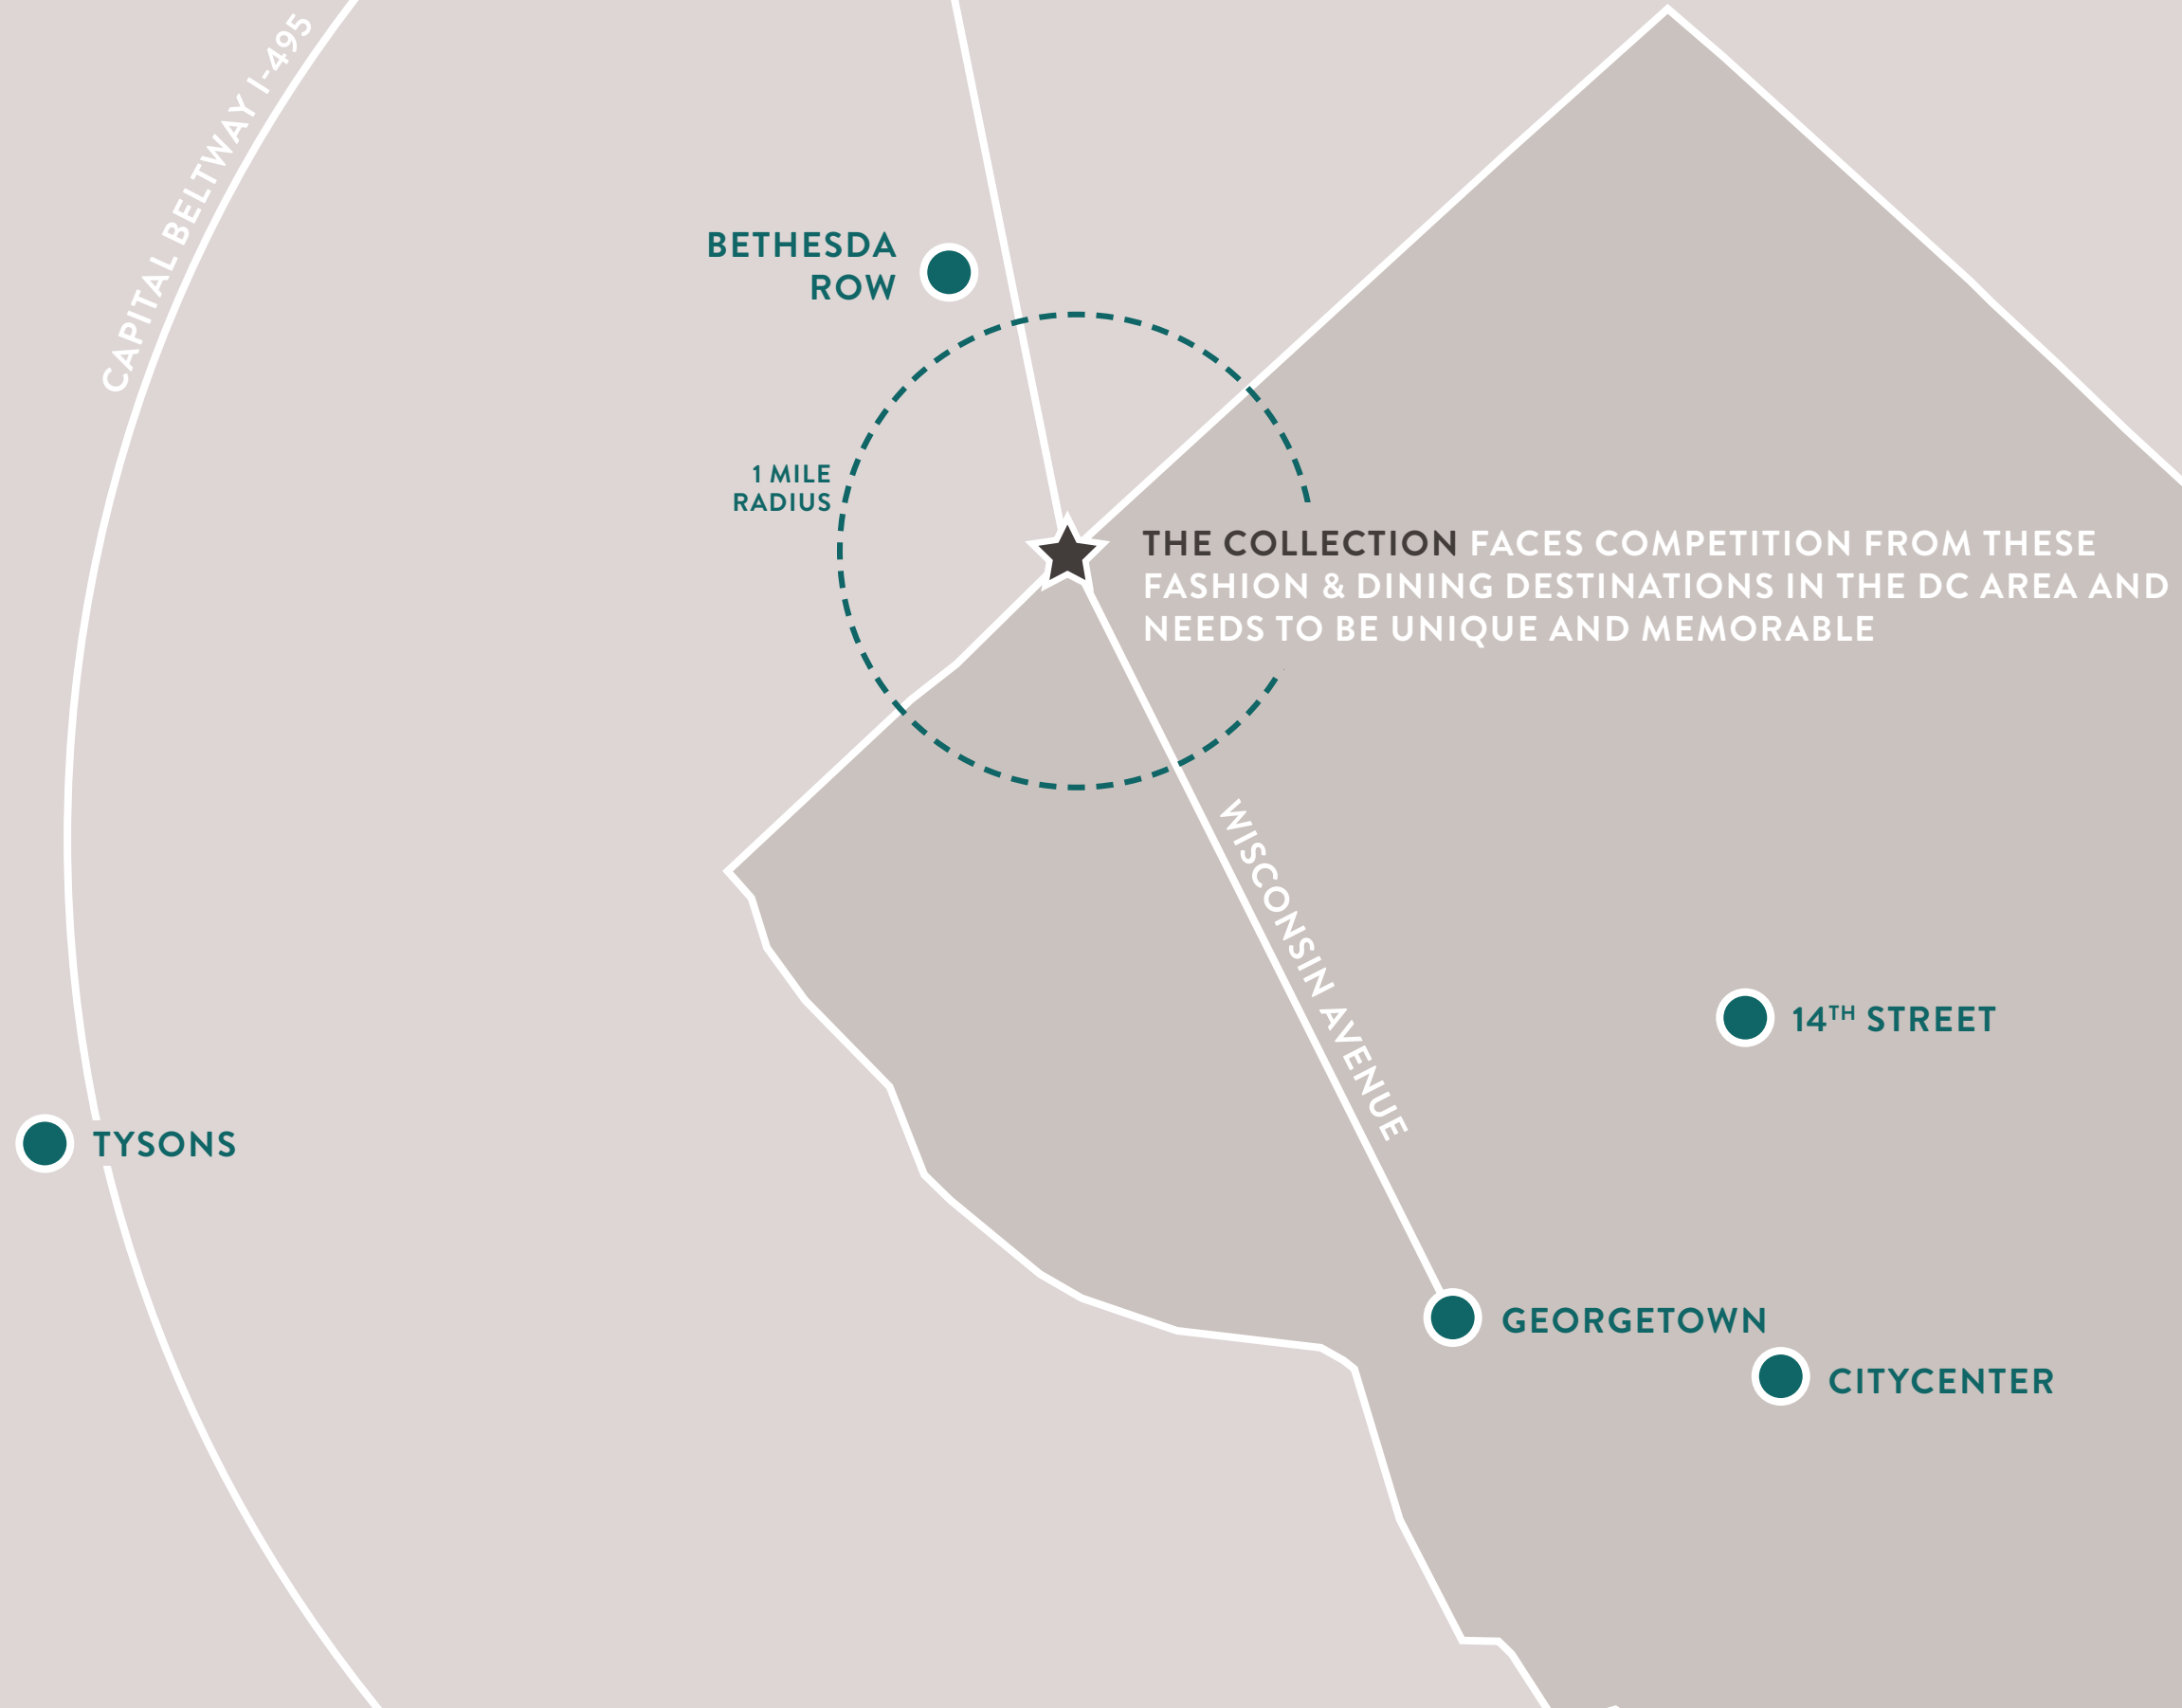 CAPITAL BELTWAY I-495
BETHESDA
ROW
1 MILE
RADIUS
THE COLLECTION FACES COMPETITION FROM THESE
FASHION & DINING DESTINATIONS IN THE DC AREA AND
NEEDS TO BE UNIQUE AND MEMORABLE
WISCONSIN AVENUE
14TH STREET
TYSONS
GEORGETOWN
CITYCENTER